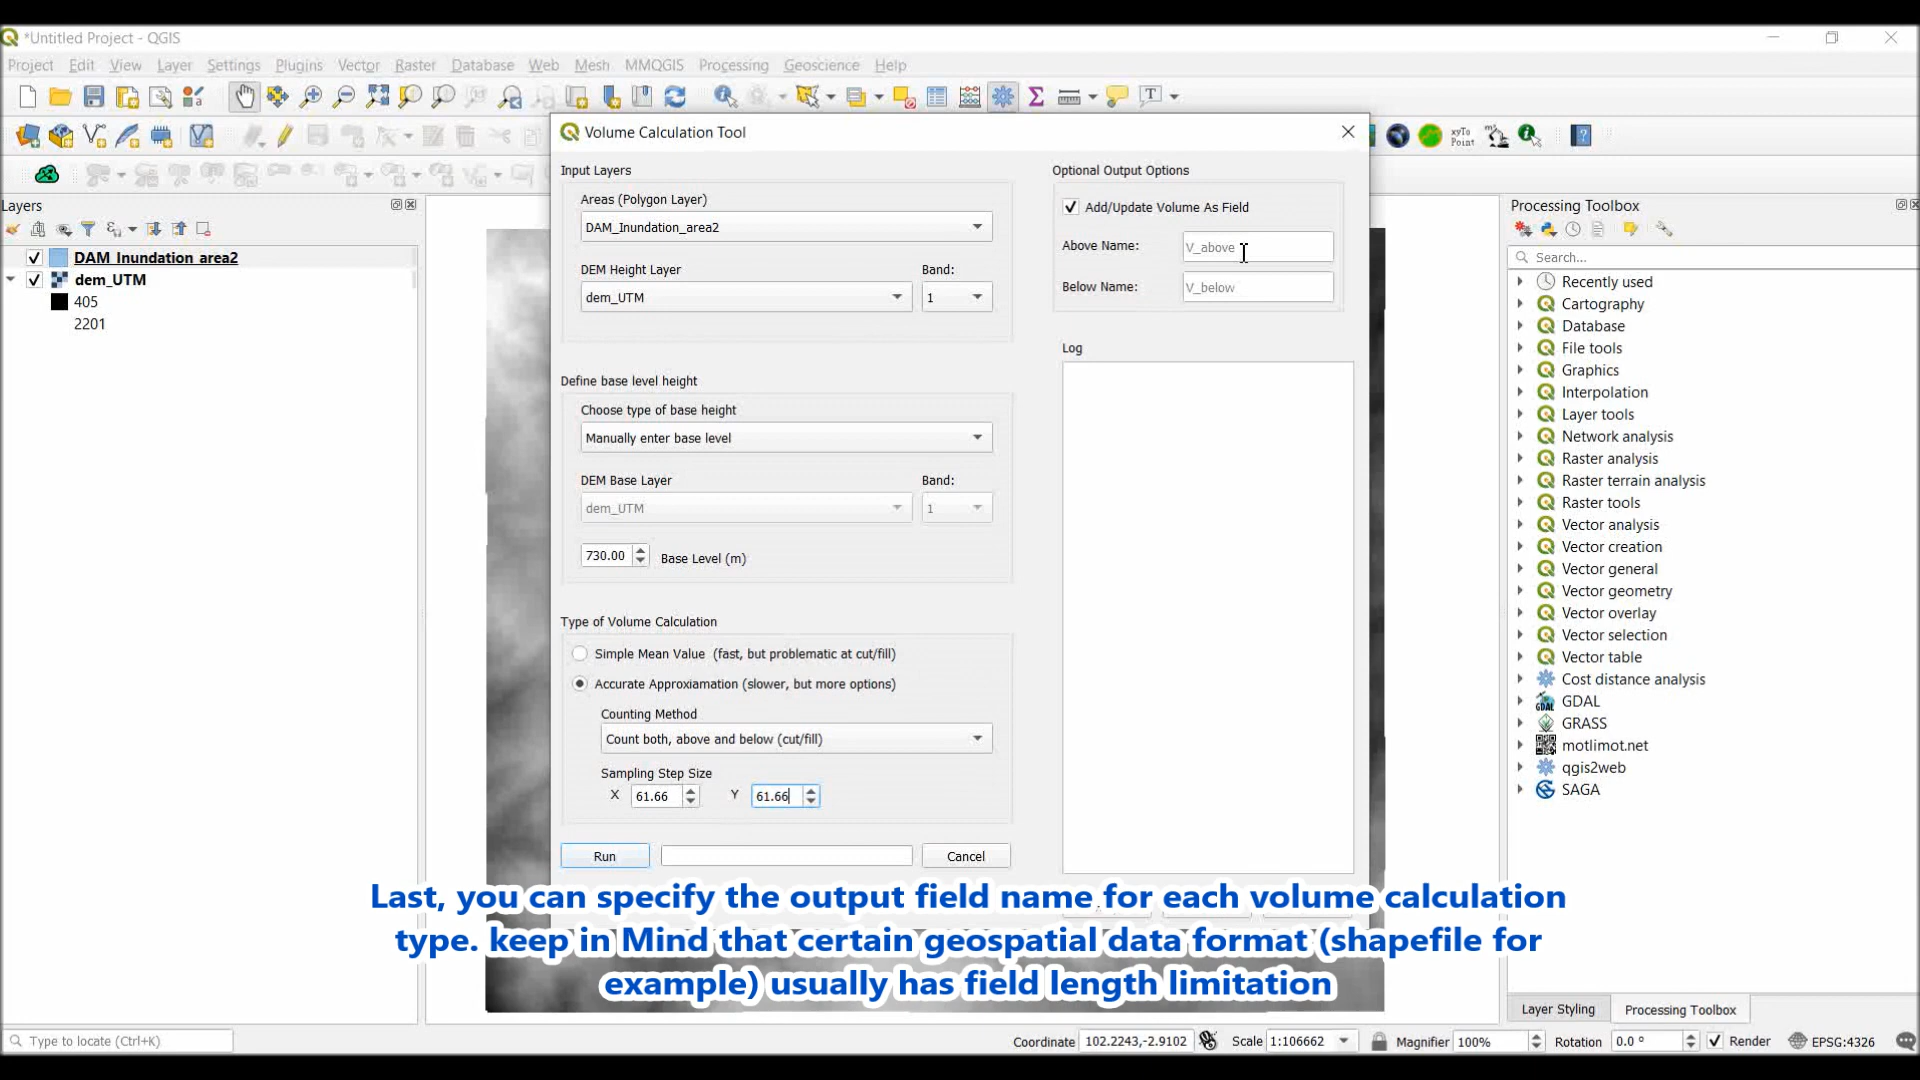 *Untitled Project - QGIS
Project Edit View Layer Settings Plugins Vector Raster Database Web Mesh MMQGIS Processing Geoscience Help
xyTo
Point
Volume Calculation Tool
Input Layers
Areas (Polygon Layer)
DAM_Inundation_area2
DEM Height Layer
Band:
dem_UTM
1
Define base level height
Choose type of base height
Manually enter base level
DEM Base Layer
Band:
dem_UTM
1
730.00
Base Level (m)
Type of Volume Calculation
Simple Mean Value (fast, but problematic at cut/fill)
Accurate Approxiamation (slower, but more options)
Counting Method
Count both, above and below (cut/fill)
Sampling Step Size
X 61.66 Y 61.66
Run
Cancel
Optional Output Options
Add/Update Volume As Field
Above Name: V_above
Below Name: V_below
Log
Layers
DAM_Inundation_area2
dem_UTM
405
2201
Processing Toolbox
Search...
Recently used
Cartography
Database
File tools
Graphics
Interpolation
Layer tools
Network analysis
Raster analysis
Raster terrain analysis
Raster tools
Vector analysis
Vector creation
Vector general
Vector geometry
Vector overlay
Vector selection
Vector table
Cost distance analysis
GDAL
GRASS
motlimot.net
qgis2web
SAGA
Last, you can specify the output field name for each volume calculation
type. keep in Mind that certain geospatial data format (shapefile for
example) usually has field length limitation
Layer Styling
Processing Toolbox
Type to locate (Ctrl+K)
Coordinate 102.2243,-2.9102 Scale 1:106662 Magnifier 100% Rotation 0.0 ° Render EPSG:4326